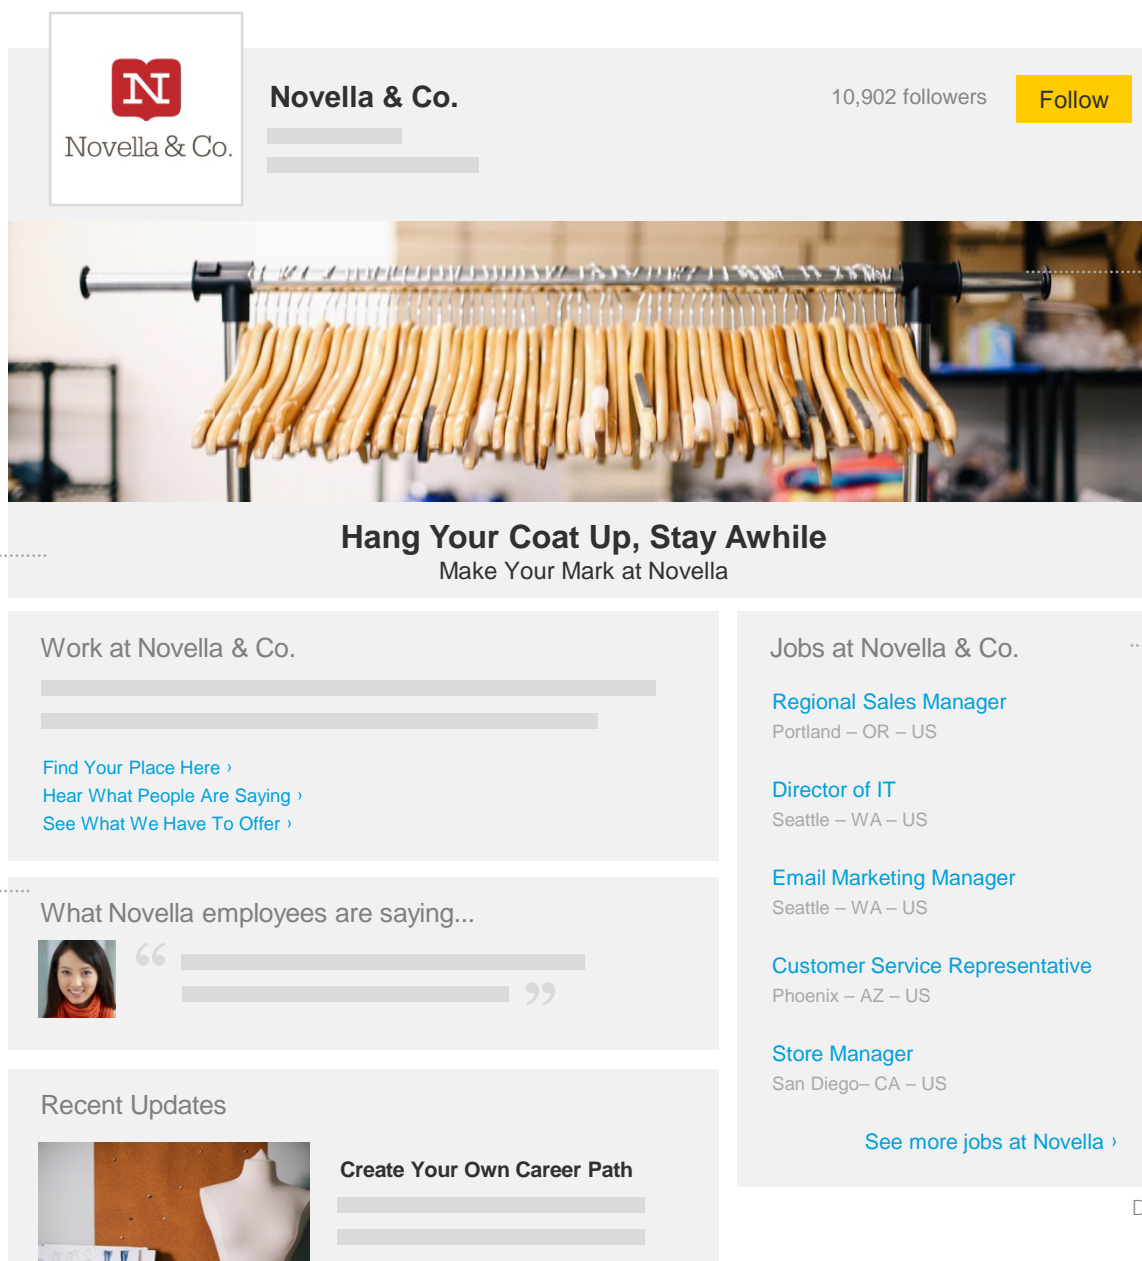 N
Novella & Co.
Novella & Co.
10,902 followers
Follow
Hang Your Coat Up, Stay Awhile
Make Your Mark at Novella
Work at Novella & Co.
Find Your Place Here ›
Hear What People Are Saying ›
See What We Have To Offer ›
What Novella employees are saying...
“
”
Recent Updates
Create Your Own Career Path
Jobs at Novella & Co.
Regional Sales Manager
Portland – OR – US
Director of IT
Seattle – WA – US
Email Marketing Manager
Seattle – WA – US
Customer Service Representative
Phoenix – AZ – US
Store Manager
San Diego– CA – US
See more jobs at Novella ›